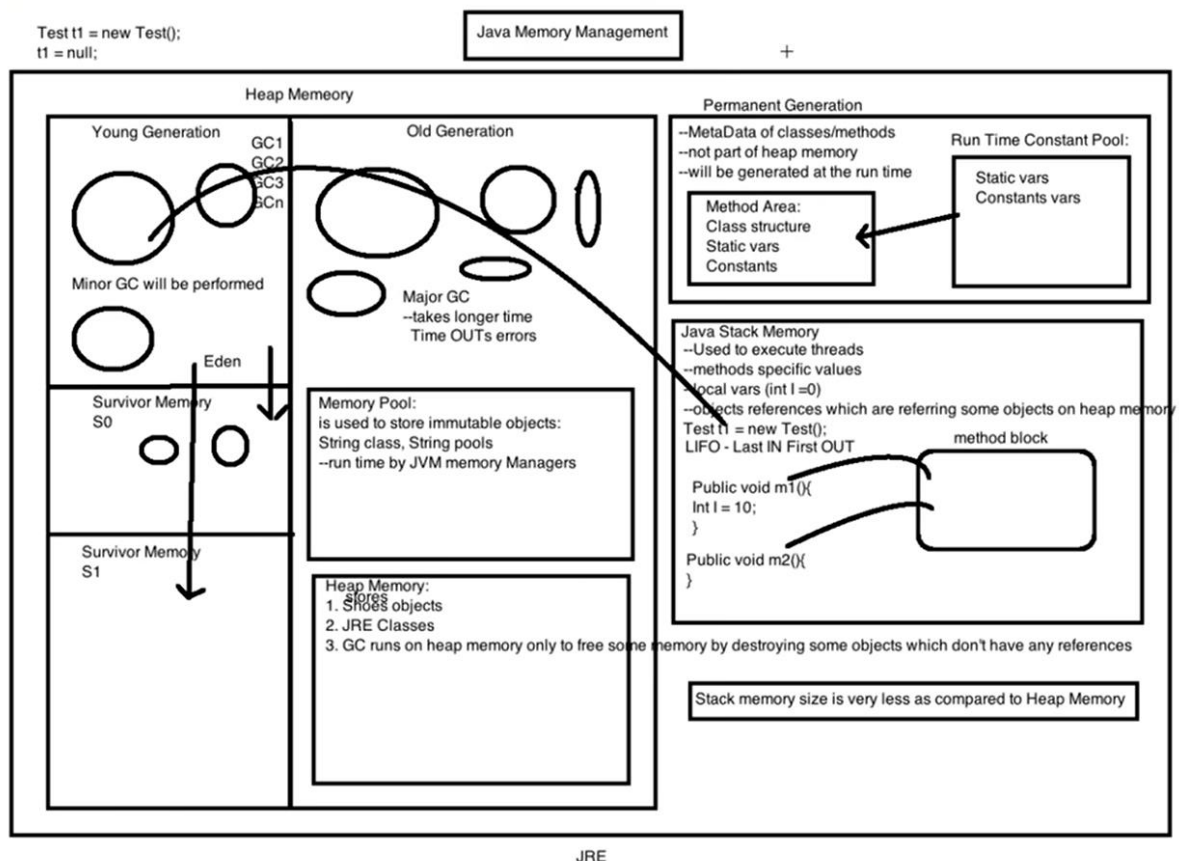 Test t1 = new Test();
t1 = null;
Java Memory Management
Heap Memeory
Young Generation
GC1
GC2
GC3
GCn
Minor GC will be performed
Eden
Survivor Memory
S0
Survivor Memory
S1
Old Generation
Major GC
--takes longer time
Time OUTs errors
Memory Pool:
is used to store immutable objects:
String class, String pools
--run time by JVM memory Managers
Heap Memory:
stores
1. Shoes objects
2. JRE Classes
3. GC runs on heap memory only to free some memory by destroying some objects which don't have any references
Permanent Generation
--MetaData of classes/methods
--not part of heap memory
--will be generated at the run time
Method Area:
Class structure
Static vars
Constants
Run Time Constant Pool:
Static vars
Constants vars
Java Stack Memory
--Used to execute threads
--methods specific values
--local vars (int I =0)
--objects references which are referring some objects on heap memory
Test t1 = new Test();
LIFO - Last IN First OUT
method block
Public void m1(){
Int I = 10;
}
Public void m2(){
}
Stack memory size is very less as compared to Heap Memory
JRE